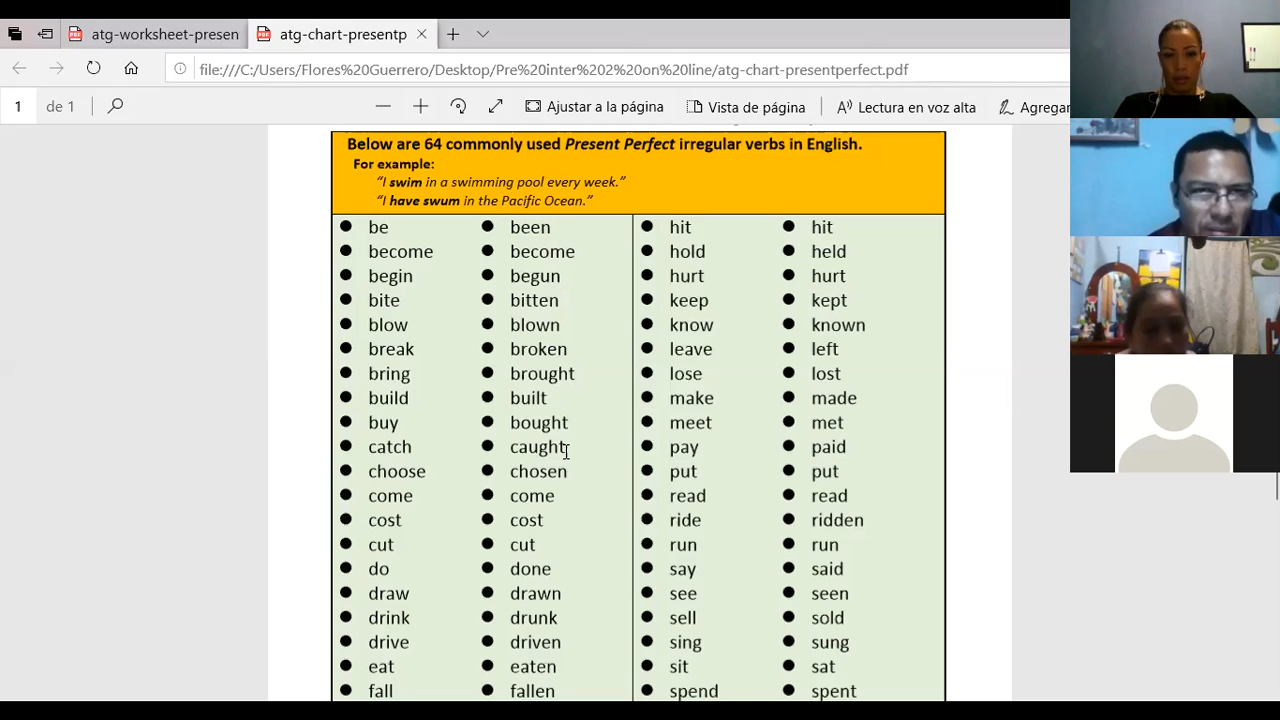 atg-worksheet-presen
atg-chart-presentp
file:///C:/Users/Flores%20Guerrero/Desktop/Pre%20inter%202%20on%20line/atg-chart-presentperfect.pdf
1 de 1
Ajustar a la página
Vista de página
A Lectura en voz alta
Agregar
Below are 64 commonly used Present Perfect irregular verbs in English.
For example:
"I swim in a swimming pool every week."
"I have swum in the Pacific Ocean."
be been hit hit
become become hold held
begin begun hurt hurt
bite bitten keep kept
blow blown know known
break broken leave left
bring brought lose lost
build built make made
buy bought meet met
catch caught pay paid
choose chosen put put
come come read read
cost cost ride ridden
cut cut run run
do done say said
draw drawn see seen
drink drunk sell sold
drive driven sing sung
eat eaten sit sat
fall fallen spend spent